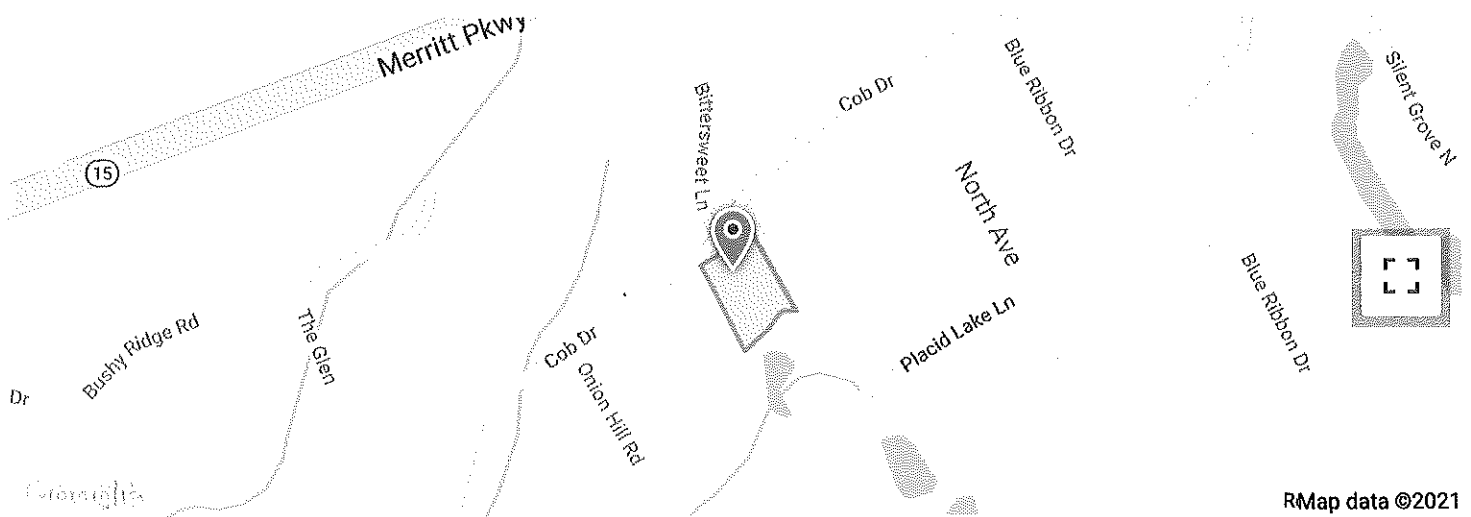 Merritt Pkwy
15
Bittersweet Ln
Cob Dr
Blue Ribbon Dr
Silent Grove N
North Ave
Blue Ribbon Dr
Placid Lake Ln
Bushy Ridge Rd
The Glen
Cob Dr
Onion Hill Rd
Dr
RMap data ©2021